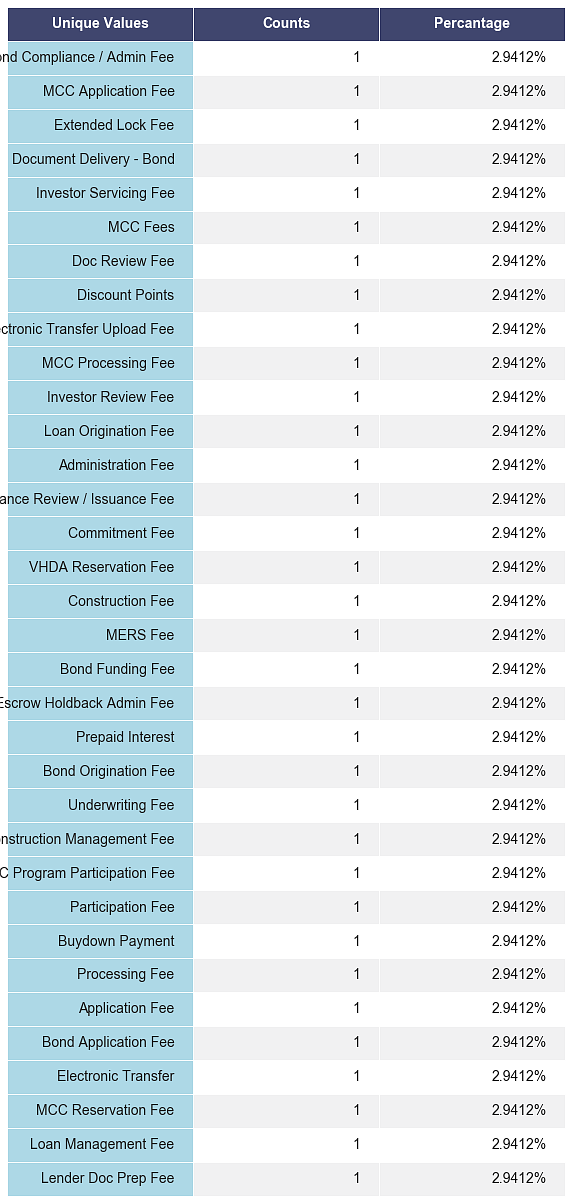 Unique Values Counts Percantage
Compliance / Admin Fee 1 2.9412%
MCC Application Fee 1 2.9412%
Extended Lock Fee 1 2.9412%
Document Delivery - Bond 1 2.9412%
Investor Servicing Fee 1 2.9412%
MCC Fees 1 2.9412%
Doc Review Fee 1 2.9412%
Discount Points 1 2.9412%
Transfer Upload Fee 1 2.9412%
MCC Processing Fee 1 2.9412%
Investor Review Fee 1 2.9412%
Loan Origination Fee 1 2.9412%
Administration Fee 1 2.9412%
Review / Issuance Fee 1 2.9412%
Commitment Fee 1 2.9412%
VHDA Reservation Fee 1 2.9412%
Construction Fee 1 2.9412%
MERS Fee 1 2.9412%
Bond Funding Fee 1 2.9412%
Escrow Holdback Admin Fee 1 2.9412%
Prepaid Interest 1 2.9412%
Bond Origination Fee 1 2.9412%
Underwriting Fee 1 2.9412%
Management Fee 1 2.9412%
Program Participation Fee 1 2.9412%
Participation Fee 1 2.9412%
Buydown Payment 1 2.9412%
Processing Fee 1 2.9412%
Application Fee 1 2.9412%
Bond Application Fee 1 2.9412%
Electronic Transfer 1 2.9412%
MCC Reservation Fee 1 2.9412%
Loan Management Fee 1 2.9412%
Lender Doc Prep Fee 1 2.9412%